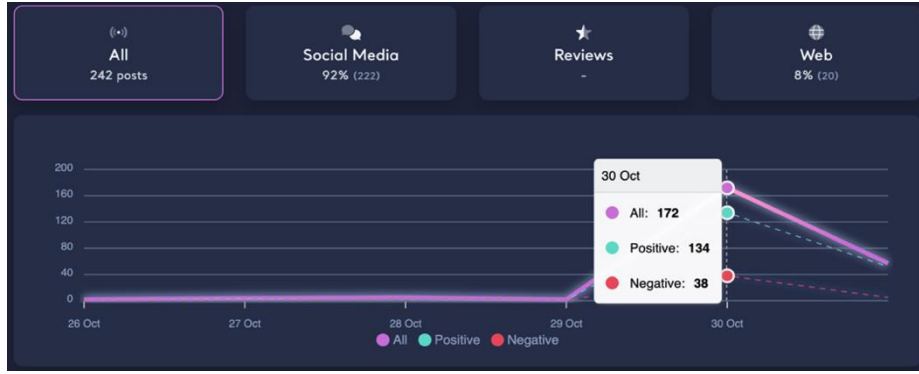 All
242 posts
Social Media
92% (222)
Reviews
-
Web
8% (20)
200
160
120
80
40
0
30 Oct
All: 172
Positive: 134
Negative: 38
26 Oct
27 Oct
28 Oct
29 Oct
30 Oct
All
Positive
Negative